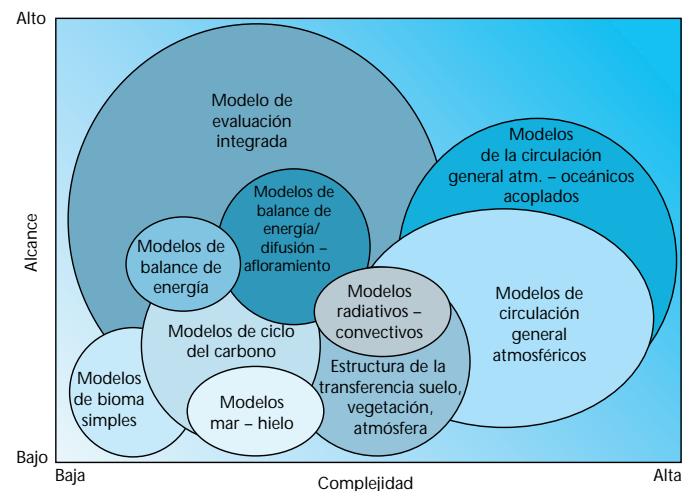 Alto
Modelo de
evaluación
integrada
Modelos
de la circulación
general atm. – oceánicos
acoplados
Modelos de
balance de
energía/
difusión –
afloramiento
Modelos de
balance de
energía
Alcance
Modelos
radiativos –
convectivos
Modelos de
circulación
general
atmosféricos
Modelos de ciclo
del carbono
Estructura de la
transferencia suelo,
vegetación,
atmósfera
Modelos
de bioma
simples
Modelos
mar – hielo
Bajo
Baja
Complejidad
Alta